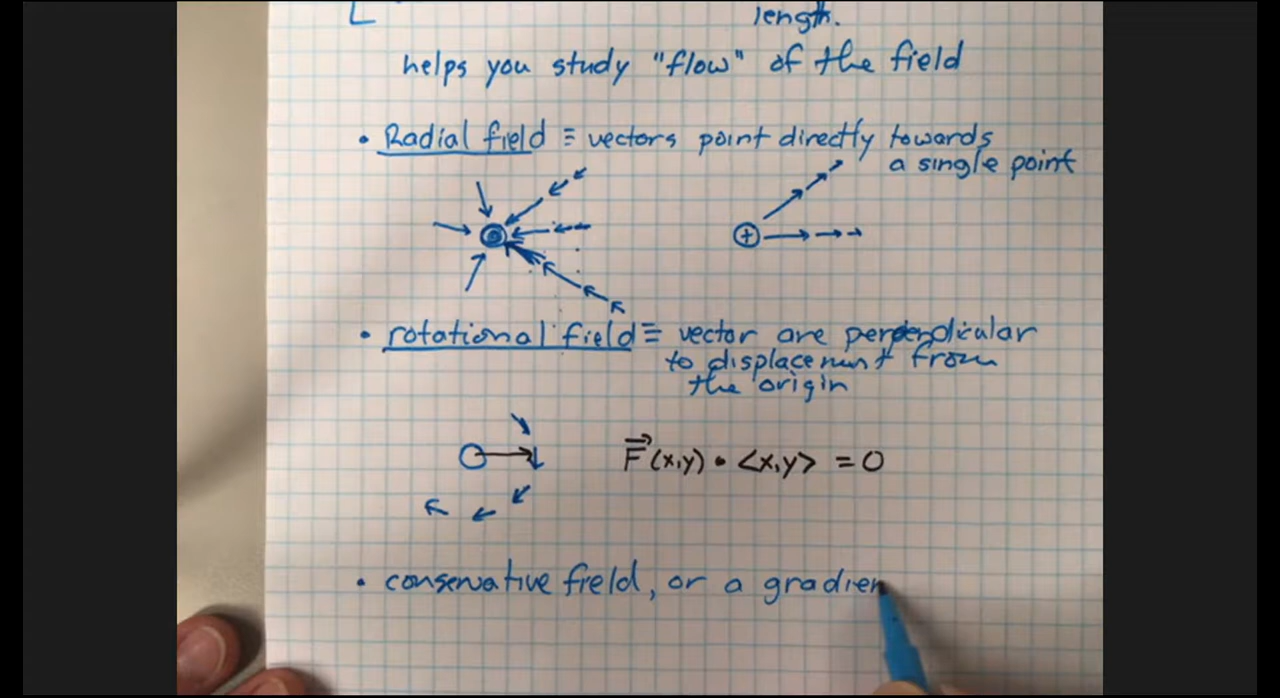 length.
helps you study "flow" of the field
• Radial field ≡ vectors point directly towards
a single point
+
• rotational field ≡ vector are perpendicular
to displacement from
the origin
F⃗(x,y) • <x,y> = 0
• conservative field, or a gradien